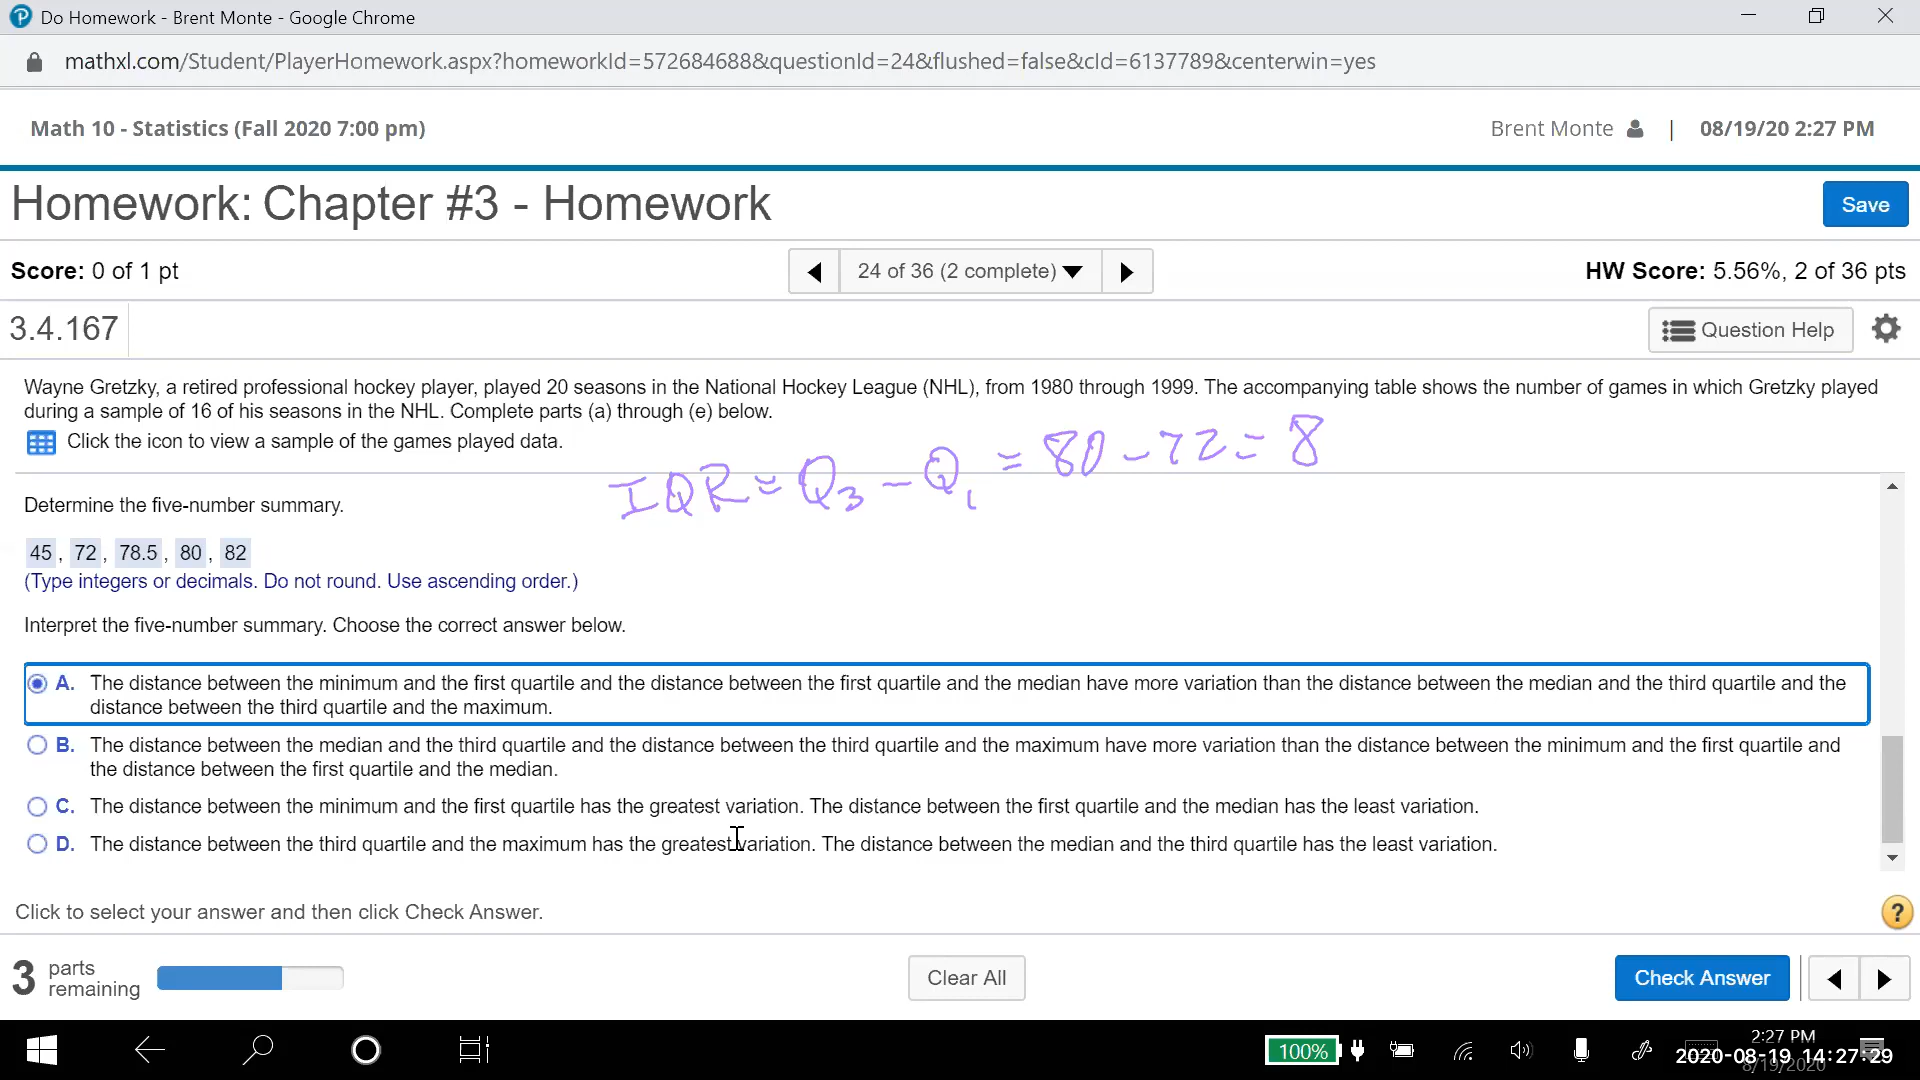 Do Homework - Brent Monte - Google Chrome
mathxl.com/Student/PlayerHomework.aspx?homeworkId=572684688&questionId=24&flushed=false&cId=6137789&centerwin=yes
Math 10 - Statistics (Fall 2020 7:00 pm)
Brent Monte | 08/19/20 2:27 PM
Homework: Chapter #3 - Homework
Save
Score: 0 of 1 pt
24 of 36 (2 complete)
HW Score: 5.56%, 2 of 36 pts
3.4.167
Question Help
Wayne Gretzky, a retired professional hockey player, played 20 seasons in the National Hockey League (NHL), from 1980 through 1999. The accompanying table shows the number of games in which Gretzky played
during a sample of 16 of his seasons in the NHL. Complete parts (a) through (e) below.
Click the icon to view a sample of the games played data.
IQR = Q3 - Q1 = 80 - 72 = 8
Determine the five-number summary.
45, 72, 78.5, 80, 82
(Type integers or decimals. Do not round. Use ascending order.)
Interpret the five-number summary. Choose the correct answer below.
A. The distance between the minimum and the first quartile and the distance between the first quartile and the median have more variation than the distance between the median and the third quartile and the
distance between the third quartile and the maximum.
B. The distance between the median and the third quartile and the distance between the third quartile and the maximum have more variation than the distance between the minimum and the first quartile and
the distance between the first quartile and the median.
C. The distance between the minimum and the first quartile has the greatest variation. The distance between the first quartile and the median has the least variation.
D. The distance between the third quartile and the maximum has the greatest variation. The distance between the median and the third quartile has the least variation.
Click to select your answer and then click Check Answer.
?
3 parts
remaining
Clear All
Check Answer
100%
2:27 PM
2020-08-19 14:27:29
8/19/2020